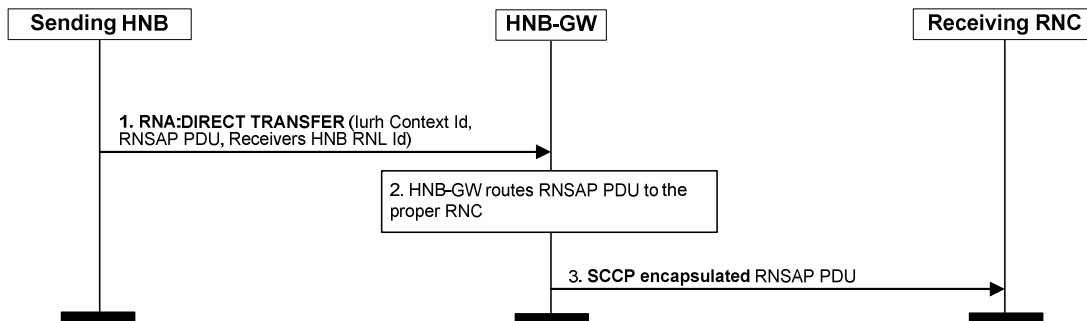 Sending HNB
HNB-GW
Receiving RNC
1. RNA:DIRECT TRANSFER (Iurh Context Id,
RNSAP PDU, Receivers HNB RNL Id)
2. HNB-GW routes RNSAP PDU to the
proper RNC
3. SCCP encapsulated RNSAP PDU